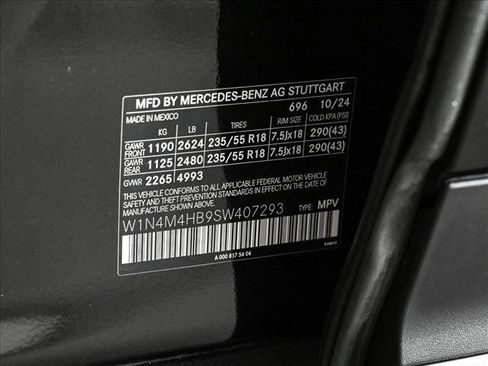 MFD BY MERCEDES-BENZ AG STUTTGART
MADE IN MEXICO 696 10/24
KG LB TIRES RIM SIZE COLD KPA(PSI)
GAWR FRONT 1190 2624 235/55 R18 7.5Jx18 290(43)
GAWR REAR 1125 2480 235/55 R18 7.5Jx18 290(43)
GVWR 2265 4993
THIS VEHICLE CONFORMS TO ALL APPLICABLE FEDERAL MOTOR VEHICLE
SAFETY AND THEFT PREVENTION STANDARDS IN EFFECT ON THE DATE
OF MANUFACTURE SHOWN ABOVE.
W1N4M4HB9SW407293 TYPE: MPV
A 000 817 54 04